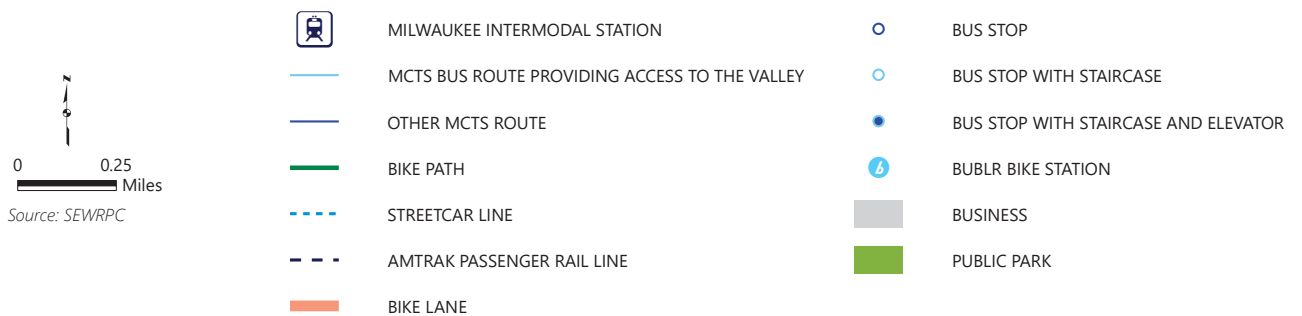 N
0 0.25
Miles
Source: SEWRPC
MILWAUKEE INTERMODAL STATION
MCTS BUS ROUTE PROVIDING ACCESS TO THE VALLEY
OTHER MCTS ROUTE
BIKE PATH
STREETCAR LINE
AMTRAK PASSENGER RAIL LINE
BIKE LANE
BUS STOP
BUS STOP WITH STAIRCASE
BUS STOP WITH STAIRCASE AND ELEVATOR
b
BUBLR BIKE STATION
BUSINESS
PUBLIC PARK